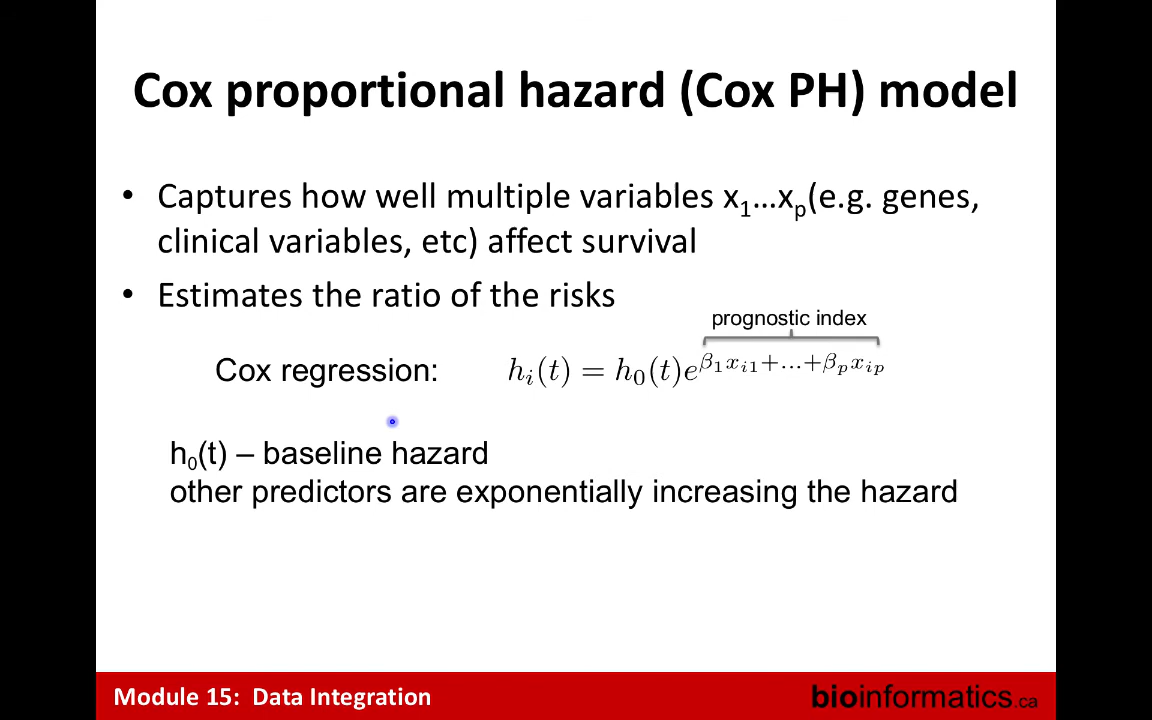 Cox proportional hazard (Cox PH) model
• Captures how well multiple variables x₁…xₚ(e.g. genes,
clinical variables, etc) affect survival
• Estimates the ratio of the risks
prognostic index
Cox regression: hᵢ(t) = h₀(t)e^{β₁xᵢ₁+...+βₚxᵢₚ}
h₀(t) – baseline hazard
other predictors are exponentially increasing the hazard
Module 15: Data Integration
bioinformatics.ca